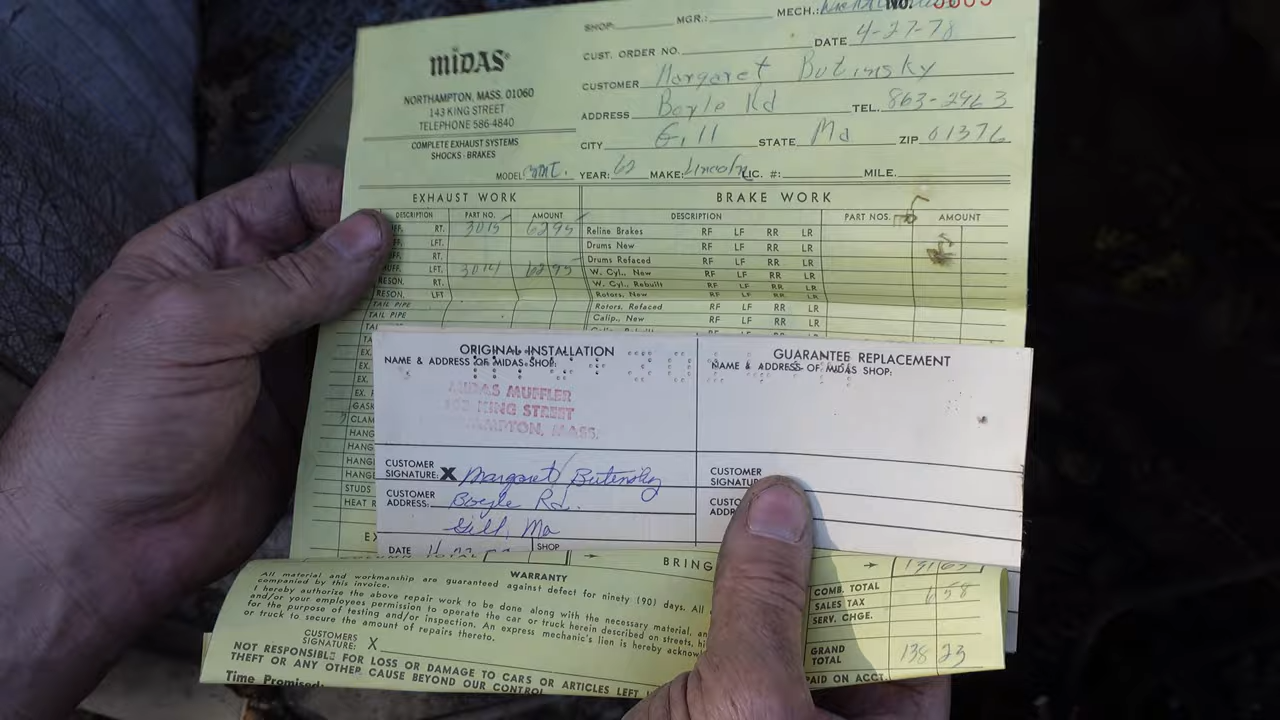 SHOP: MGR.: MECH.: NO.
MIDAS
DATE 4-27-78
CUST. ORDER NO.
CUSTOMER Margaret Butinsky
NORTHAMPTON, MASS. 01060
143 KING STREET
TELEPHONE 586-4840
ADDRESS Boyle Rd TEL. 863-2963
COMPLETE EXHAUST SYSTEMS
SHOCKS-BRAKES
CITY Gill STATE Ma ZIP 01376
MODEL Cont. YEAR: 62 MAKE: Lincoln LIC. #: MILE.
EXHAUST WORK BRAKE WORK
DESCRIPTION PART NO. AMOUNT DESCRIPTION PART NOS. AMOUNT
RT. 3015 6295 Reline Brakes RF LF RR LR
LFT. Drums New RF LF RR LR
RT. Drums Refaced RF LF RR LR
LFT. 3014 6295 W. Cyl., New RF LF RR LR
RESON. RT. W. Cyl., Rebuilt RF LF RR LR
RESON. LFT Rotors, New RF LF RR LR
TAIL PIPE Rotors, Refaced RF LF RR LR
TAIL PIPE Calip., New RF LF RR LR
ORIGINAL INSTALLATION
NAME & ADDRESS OF MIDAS SHOP:
MIDAS MUFFLER
KING STREET
MASS.
CUSTOMER SIGNATURE: X Margaret Butensky
CUSTOMER ADDRESS: Boyle Rd.
Gill, Ma
DATE SHOP
GUARANTEE REPLACEMENT
NAME & ADDRESS OF MIDAS SHOP:
CUSTOMER
EX.
EX.
HEAT
STUDS
BRING
COMB. TOTAL
SALES TAX 658
SERV. CHGE.
GRAND TOTAL 138 23
PAID ON ACCT.
WARRANTY
All material and workmanship are guaranteed against defect for ninety (90) days. All
companied by this invoice.
I hereby authorize the above repair work to be done along with the necessary material,
and/or your employees permission to operate the car or truck herein described on streets,
for the purpose of testing and/or inspection. An express mechanic's lien is hereby
or truck to secure the amount of repairs thereto.
CUSTOMERS SIGNATURE: X
NOT RESPONSIBLE FOR LOSS OR DAMAGE TO CARS OR ARTICLES LEFT
THEFT OR ANY OTHER CAUSE BEYOND OUR CONTROL
Time Promised: